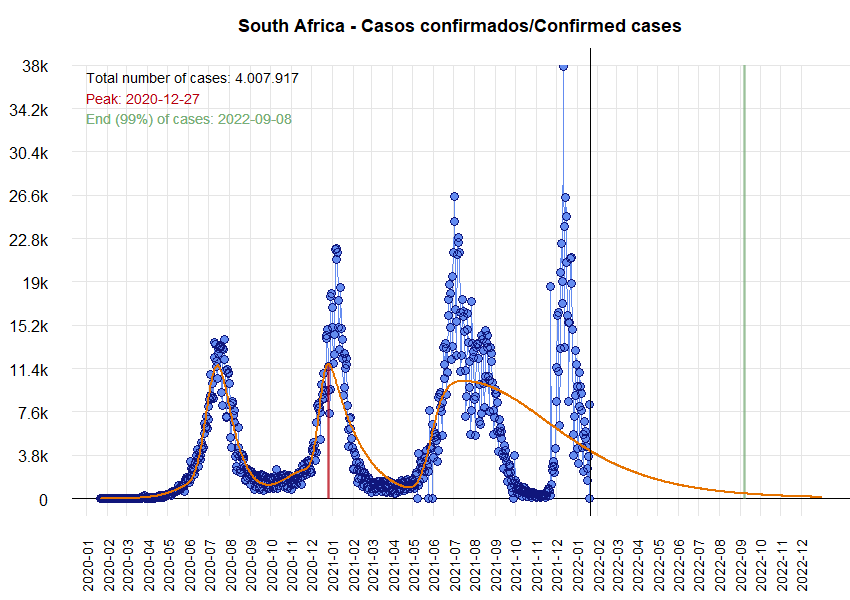 South Africa - Casos confirmados/Confirmed cases
38k
34.2k
30.4k
26.6k
22.8k
19k
15.2k
11.4k
7.6k
3.8k
0
Total number of cases: 4.007.917
Peak: 2020-12-27
End (99%) of cases: 2022-09-08
2020-01
2020-02
2020-03
2020-04
2020-05
2020-06
2020-07
2020-08
2020-09
2020-10
2020-11
2020-12
2021-01
2021-02
2021-03
2021-04
2021-05
2021-06
2021-07
2021-08
2021-09
2021-10
2021-11
2021-12
2022-01
2022-02
2022-03
2022-04
2022-05
2022-06
2022-07
2022-08
2022-09
2022-10
2022-11
2022-12